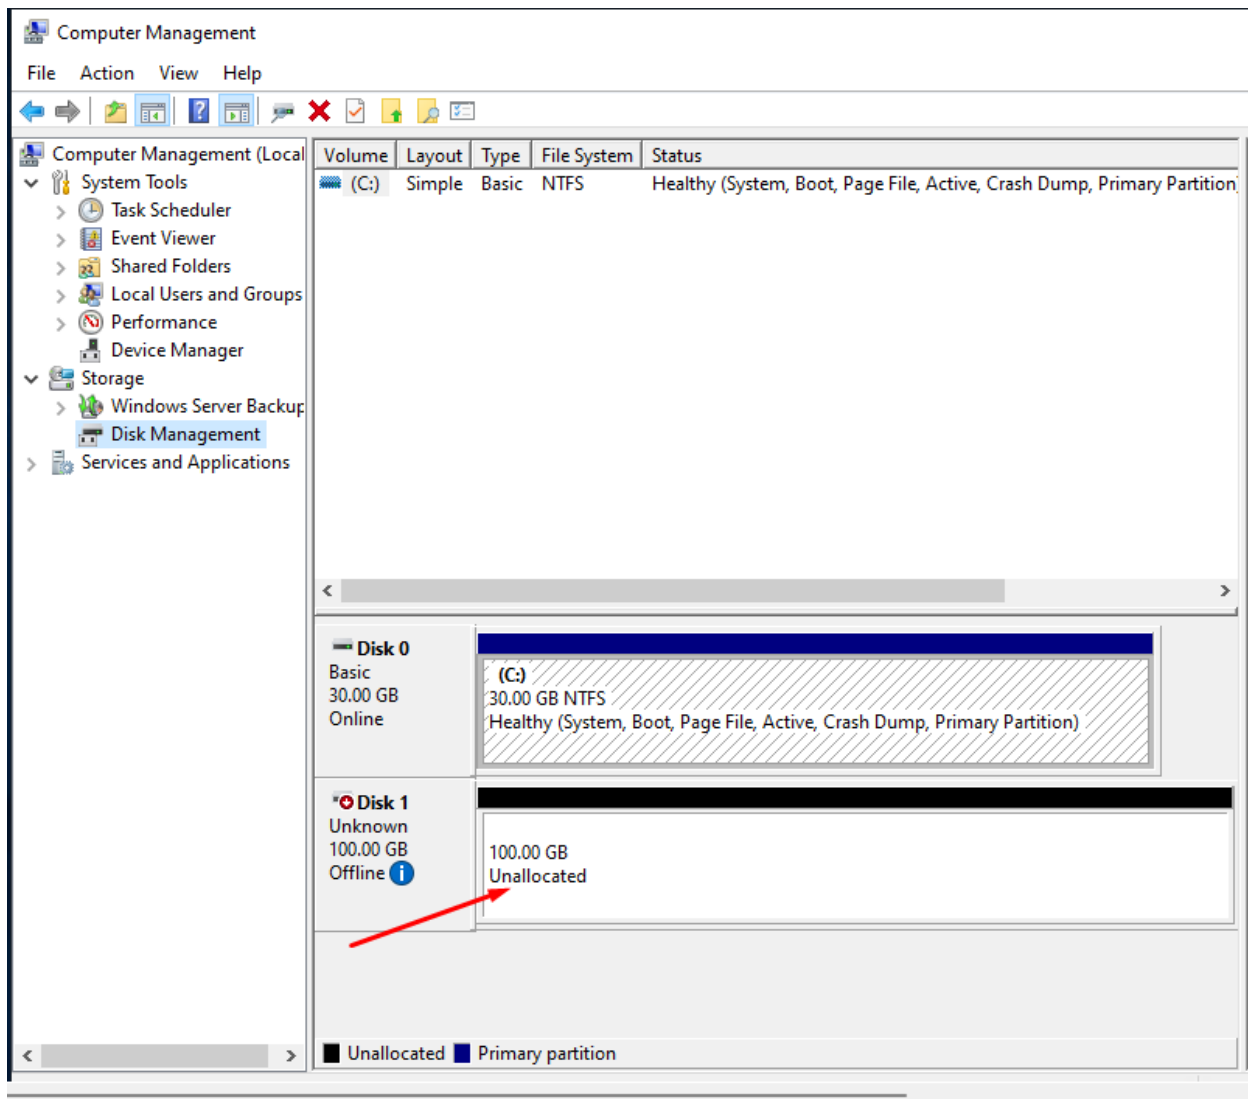 Computer Management
File Action View Help
Computer Management (Local
System Tools
Task Scheduler
Event Viewer
Shared Folders
Local Users and Groups
Performance
Device Manager
Storage
Windows Server Backup
Disk Management
Services and Applications
Volume Layout Type File System Status
(C:) Simple Basic NTFS Healthy (System, Boot, Page File, Active, Crash Dump, Primary Partition)
Disk 0
Basic
30.00 GB
Online
(C:)
30.00 GB NTFS
Healthy (System, Boot, Page File, Active, Crash Dump, Primary Partition)
Disk 1
Unknown
100.00 GB
Offline
100.00 GB
Unallocated
Unallocated Primary partition